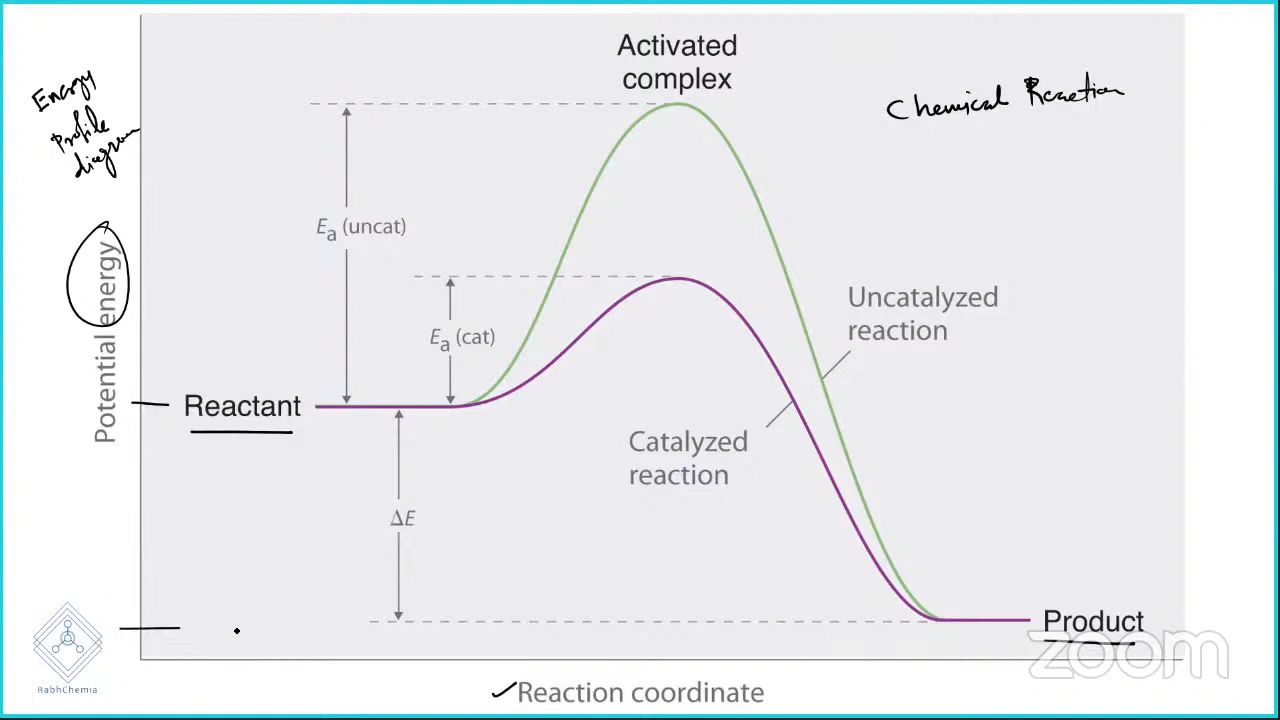 Activated
complex
Energy
Profile
diagram
Chemical Reaction
Ea (uncat)
Potential energy
Ea (cat)
Uncatalyzed
reaction
Reactant
Catalyzed
reaction
ΔE
Product
zoom
RabhChemia
Reaction coordinate